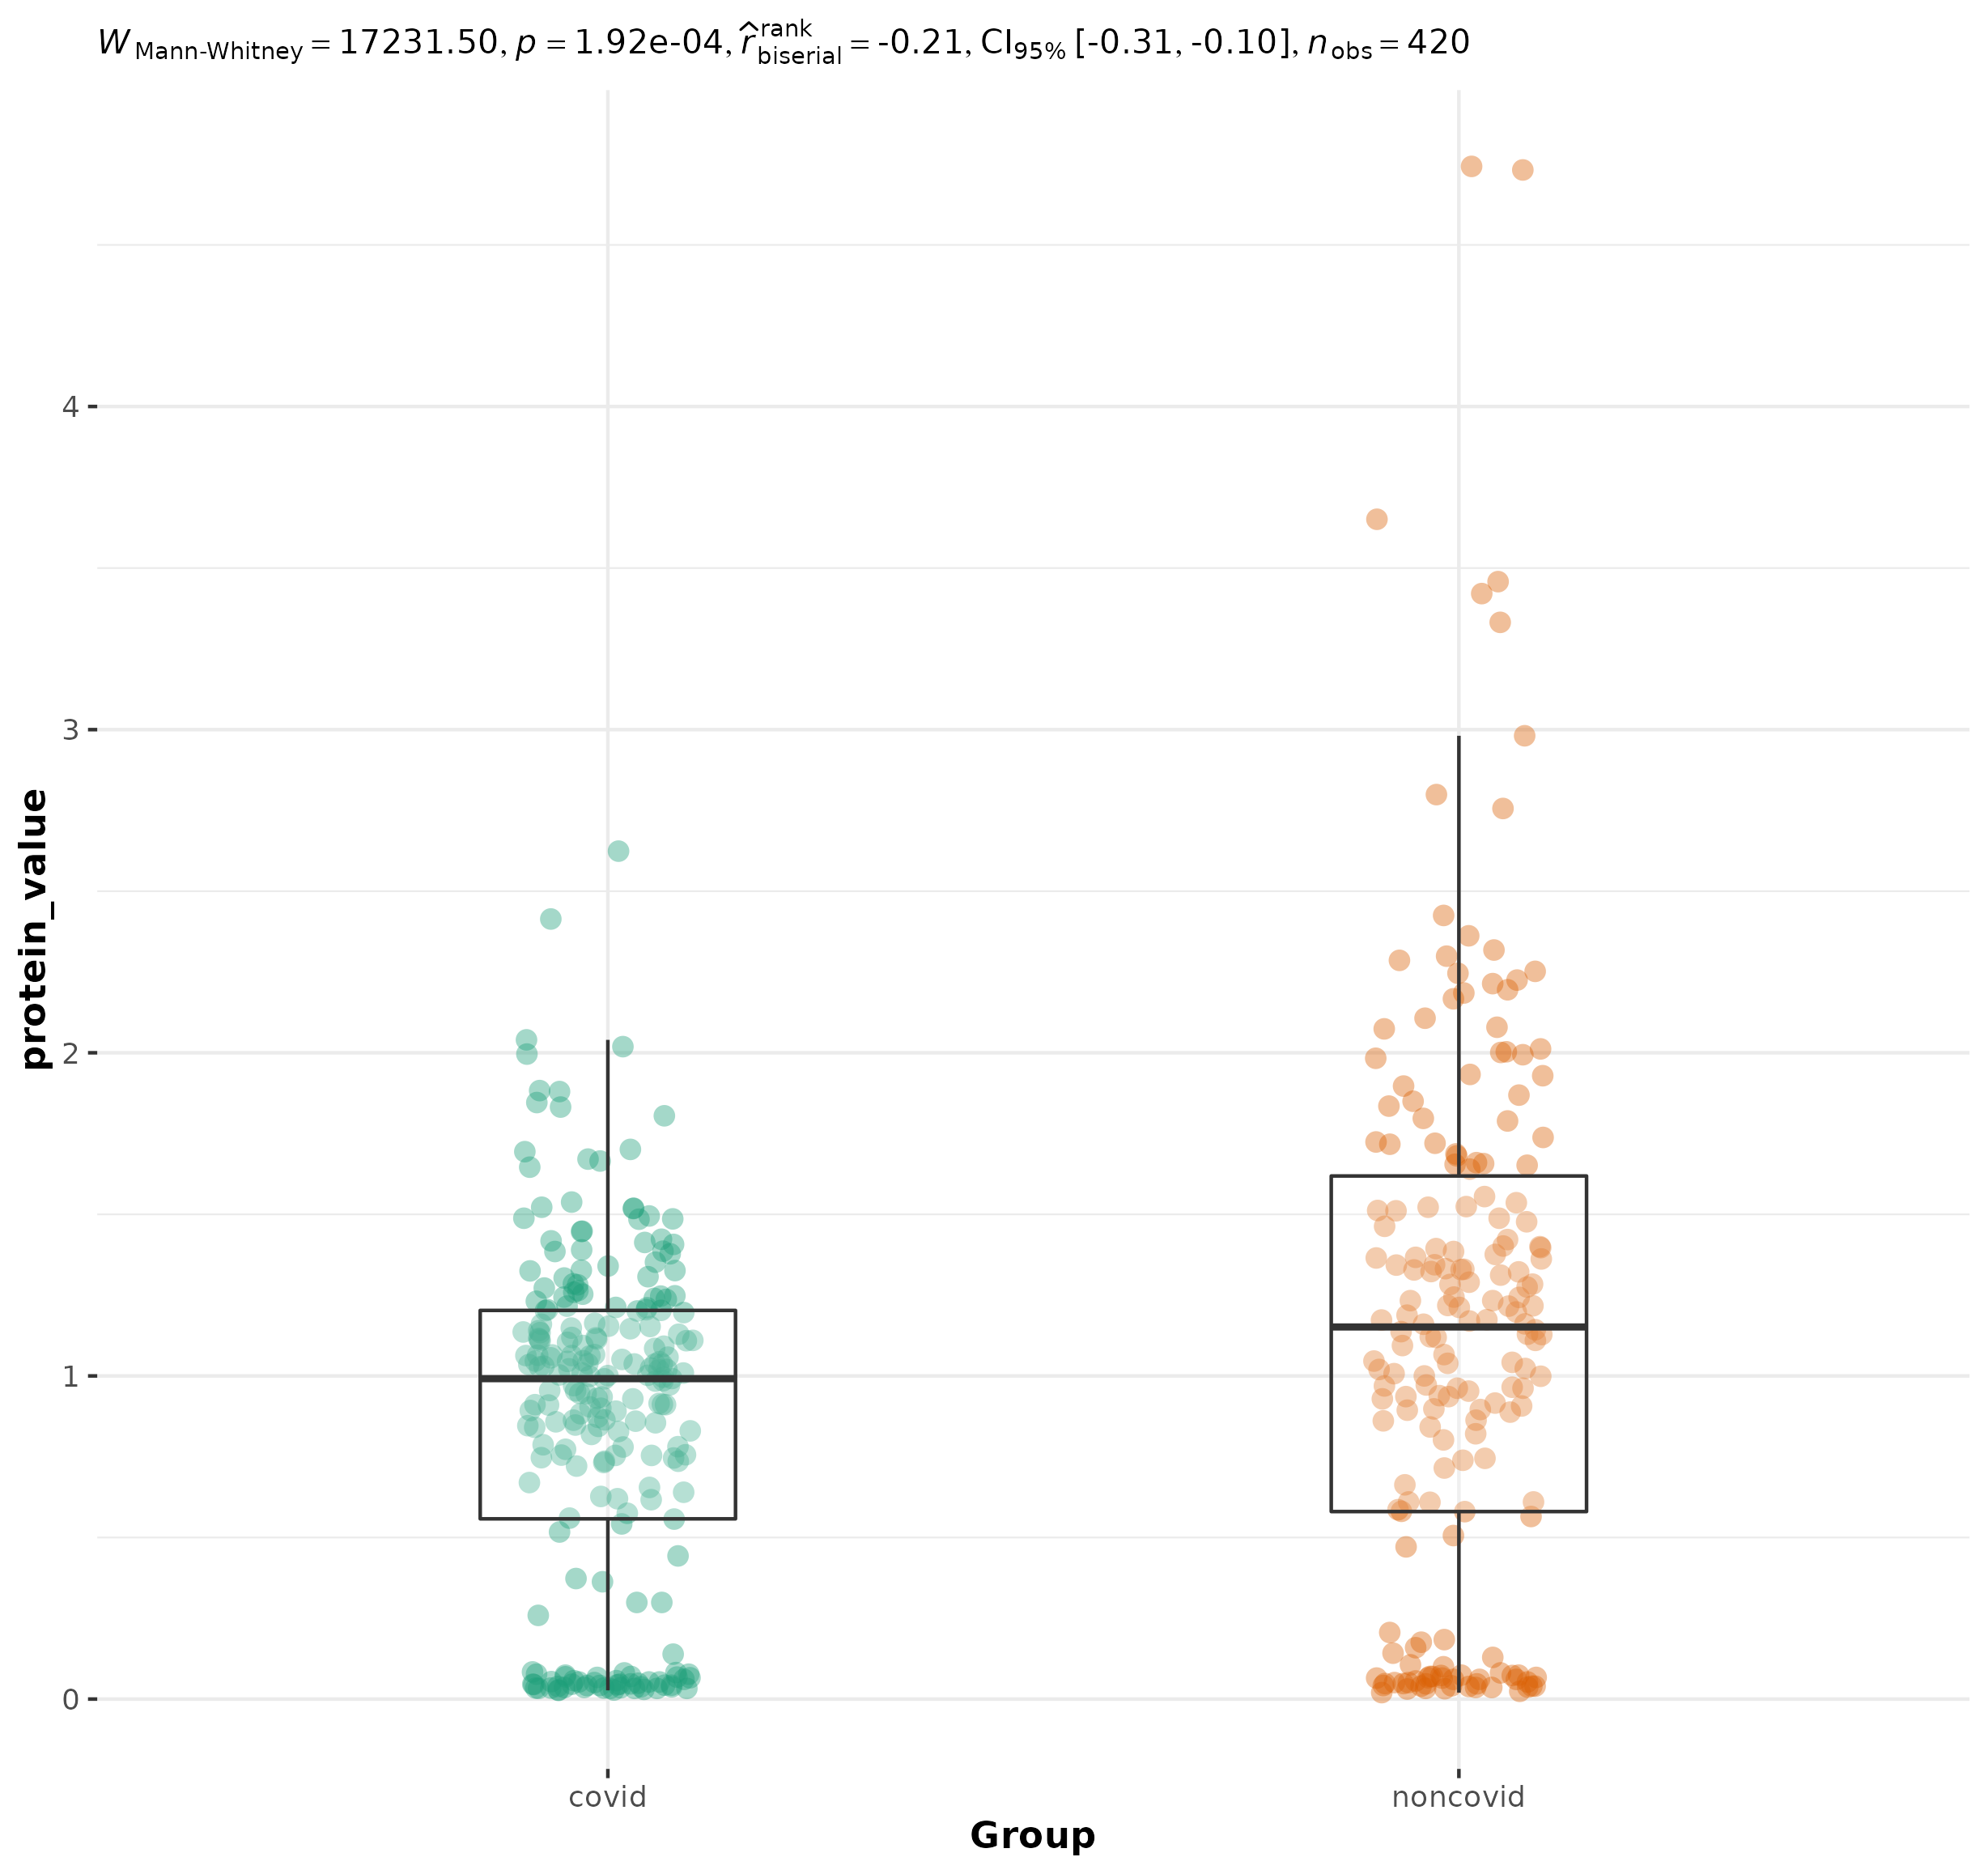 W Mann-Whitney = 17231.50, p = 1.92e-04, r̂ rank biserial = -0.21, CI95% [-0.31, -0.10], nobs = 420
4
3
2
1
0
protein_value
covid noncovid
Group